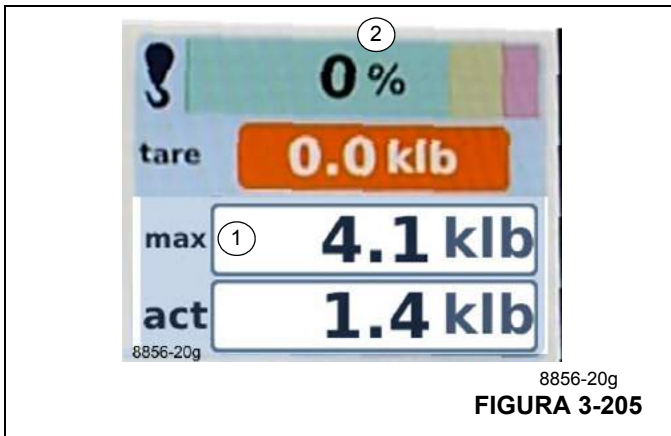 2
0 %
tare 0.0 klb
max 1 4.1 klb
act 1.4 klb
8856-20g
8856-20g
FIGURA 3-205